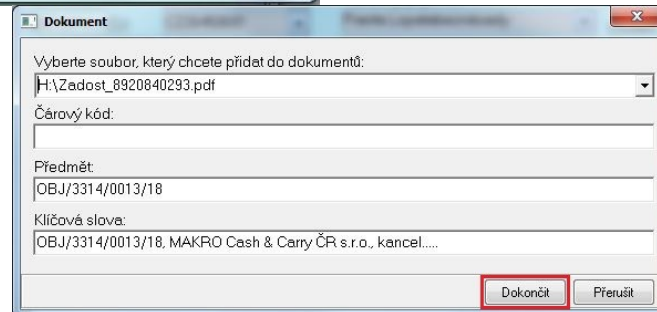 Dokument
Vyberte soubor, který chcete přidat do dokumentů:
H:\Zadost_8920840293.pdf
Čárový kód:
Předmět:
OBJ/3314/0013/18
Klíčová slova:
OBJ/3314/0013/18, MAKRO Cash & Carry ČR s.r.o., kancel.....
Dokončit Přerušit